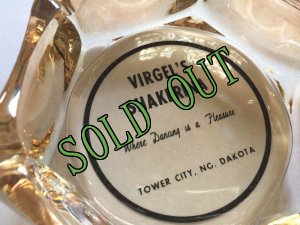 VIRGEL'S
SOLD OUT
Where Dancing is a Pleasure
TOWER CITY, NO. DAKOTA